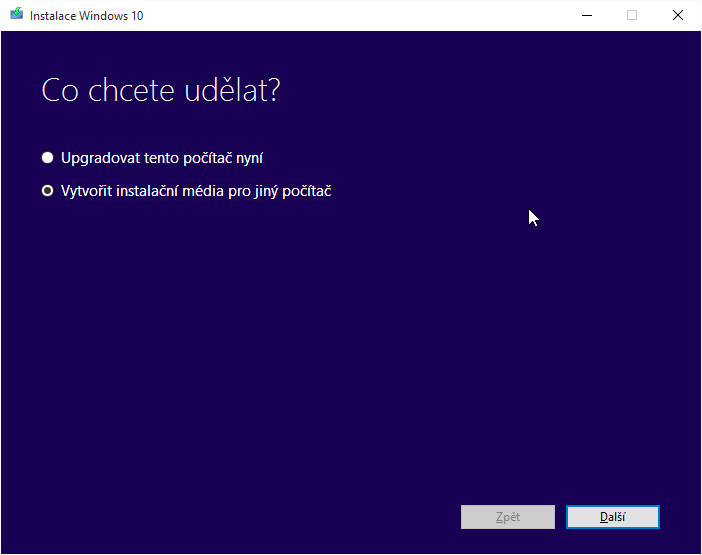 Instalace Windows 10
Co chcete udělat?
Upgradovat tento počítač nyní
Vytvořit instalační média pro jiný počítač
Zpět
Další